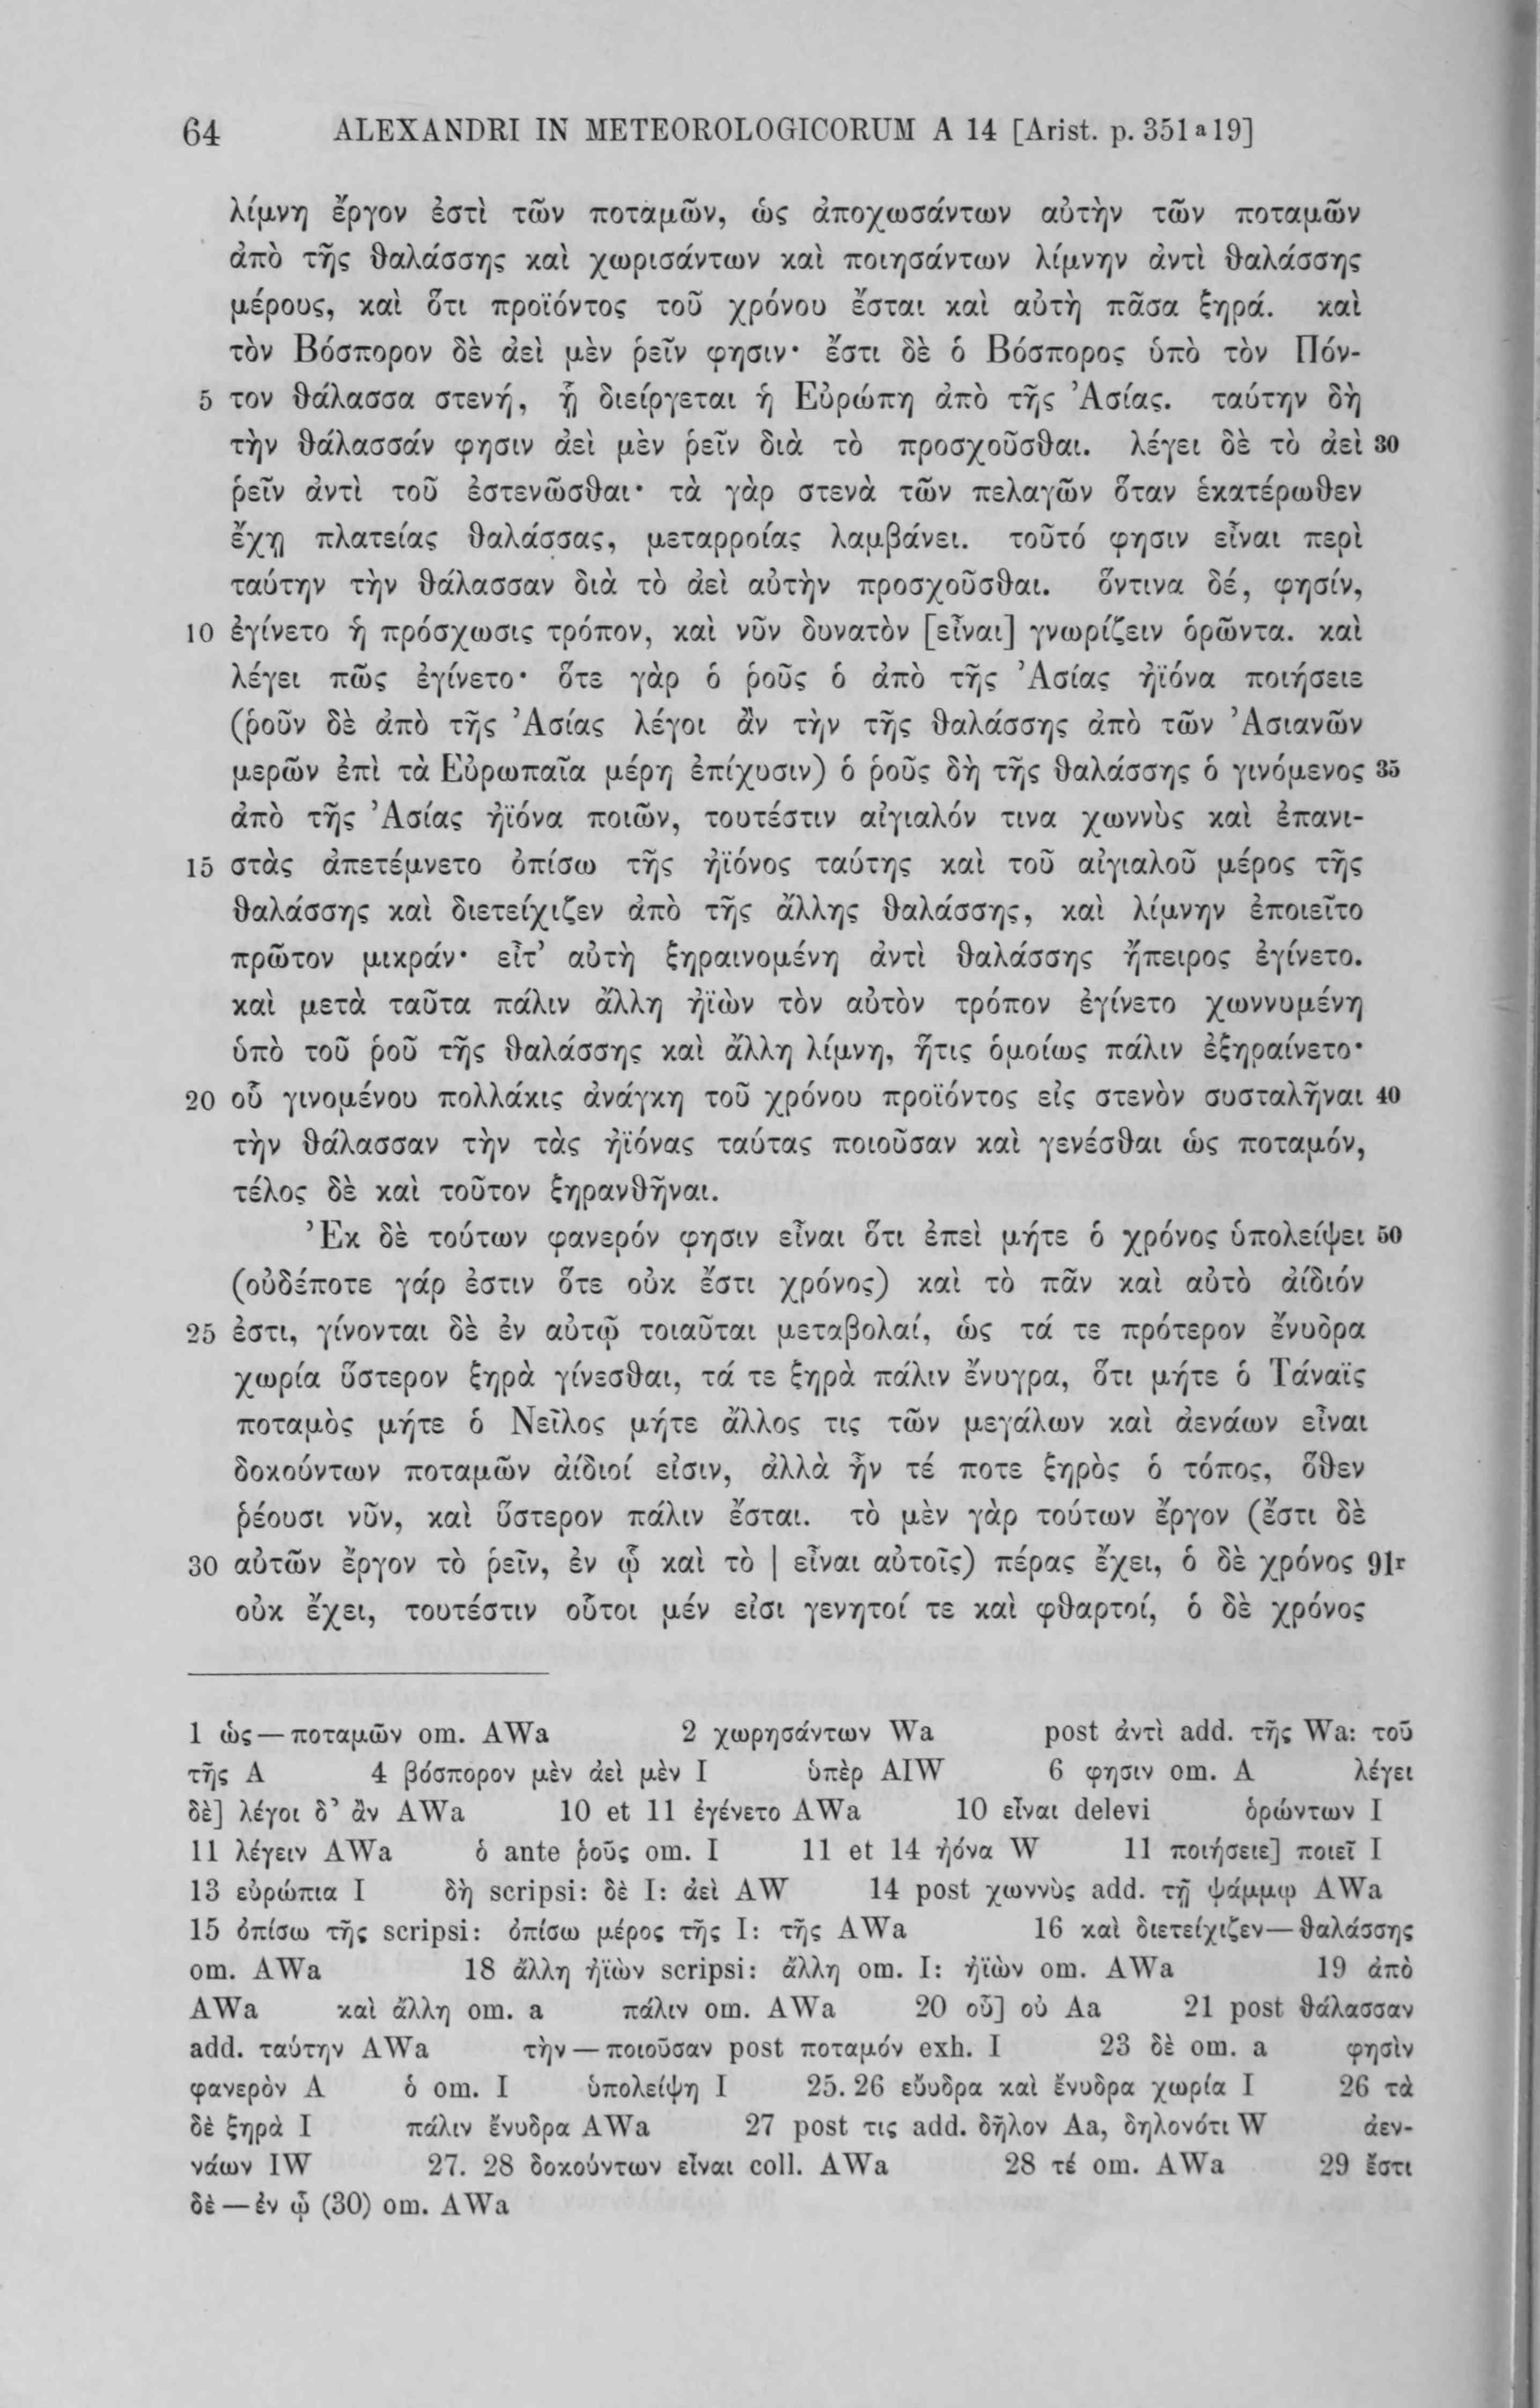 64 ALEXANDRI IN METEOROLOGICORUM A 14 [Arist. p. 351 a 19]
λίμνη ἔργον ἐστὶ τῶν ποταμῶν, ὡς ἀποχωσάντων αὐτὴν τῶν ποταμῶν
ἀπὸ τῆς θαλάσσης καὶ χωρισάντων καὶ ποιησάντων λίμνην ἀντὶ θαλάσσης
μέρους, καὶ ὅτι προϊόντος τοῦ χρόνου ἔσται καὶ αὐτὴ πᾶσα ξηρά. καὶ
τὸν Βόσπορον δὲ ἀεὶ μὲν ῥεῖν φησιν· ἔστι δὲ ὁ Βόσπορος ὑπὸ τὸν Πόν-
5 τον θάλασσα στενή, ᾗ διείργεται ἡ Εὐρώπη ἀπὸ τῆς Ἀσίας. ταύτην δὴ
τὴν θάλασσάν φησιν ἀεὶ μὲν ῥεῖν διὰ τὸ προσχοῦσθαι. λέγει δὲ τὸ ἀεὶ 30
ῥεῖν ἀντὶ τοῦ ἐστενῶσθαι· τὰ γὰρ στενὰ τῶν πελαγῶν ὅταν ἑκατέρωθεν
ἔχῃ πλατείας θαλάσσας, μεταρροίας λαμβάνει. τοῦτό φησιν εἶναι περὶ
ταύτην τὴν θάλασσαν διὰ τὸ ἀεὶ αὐτὴν προσχοῦσθαι. ὅντινα δέ, φησίν,
10 ἐγίνετο ἡ πρόσχωσις τρόπον, καὶ νῦν δυνατὸν [εἶναι] γνωρίζειν ὁρῶντα. καὶ
λέγει πῶς ἐγίνετο· ὅτε γὰρ ὁ ῥοῦς ὁ ἀπὸ τῆς Ἀσίας ἠϊόνα ποιήσειε
(ῥοῦν δὲ ἀπὸ τῆς Ἀσίας λέγοι ἂν τὴν τῆς θαλάσσης ἀπὸ τῶν Ἀσιανῶν
μερῶν ἐπὶ τὰ Εὐρωπαῖα μέρη ἐπίχυσιν) ὁ ῥοῦς δὴ τῆς θαλάσσης ὁ γινόμενος 35
ἀπὸ τῆς Ἀσίας ἠϊόνα ποιῶν, τουτέστιν αἰγιαλόν τινα χωννὺς καὶ ἐπανι-
15 στὰς ἀπετέμνετο ὀπίσω τῆς ἠϊόνος ταύτης καὶ τοῦ αἰγιαλοῦ μέρος τῆς
θαλάσσης καὶ διετείχιζεν ἀπὸ τῆς ἄλλης θαλάσσης, καὶ λίμνην ἐποιεῖτο
πρῶτον μικράν· εἶτ’ αὐτὴ ξηραινομένη ἀντὶ θαλάσσης ἤπειρος ἐγίνετο.
καὶ μετὰ ταῦτα πάλιν ἄλλη ἠϊὼν τὸν αὐτὸν τρόπον ἐγίνετο χωννυμένη
ὑπὸ τοῦ ῥοῦ τῆς θαλάσσης καὶ ἄλλη λίμνη, ἥτις ὁμοίως πάλιν ἐξηραίνετο·
20 οὗ γινομένου πολλάκις ἀνάγκη τοῦ χρόνου προϊόντος εἰς στενὸν συσταλῆναι 40
τὴν θάλασσαν τὴν τὰς ἠϊόνας ταύτας ποιοῦσαν καὶ γενέσθαι ὡς ποταμόν,
τέλος δὲ καὶ τοῦτον ξηρανθῆναι.
Ἐκ δὲ τούτων φανερόν φησιν εἶναι ὅτι ἐπεὶ μήτε ὁ χρόνος ὑπολείψει 50
(οὐδέποτε γάρ ἐστιν ὅτε οὐκ ἔστι χρόνος) καὶ τὸ πᾶν καὶ αὐτὸ ἀίδιόν
25 ἐστι, γίνονται δὲ ἐν αὐτῷ τοιαῦται μεταβολαί, ὡς τά τε πρότερον ἔνυδρα
χωρία ὕστερον ξηρὰ γίνεσθαι, τά τε ξηρὰ πάλιν ἔνυγρα, ὅτι μήτε ὁ Τάναϊς
ποταμὸς μήτε ὁ Νεῖλος μήτε ἄλλος τις τῶν μεγάλων καὶ ἀενάων εἶναι
δοκούντων ποταμῶν ἀίδιοί εἰσιν, ἀλλὰ ἦν τέ ποτε ξηρὸς ὁ τόπος, ὅθεν
ῥέουσι νῦν, καὶ ὕστερον πάλιν ἔσται. τὸ μὲν γὰρ τούτων ἔργον (ἔστι δὲ
30 αὐτῶν ἔργον τὸ ῥεῖν, ἐν ᾧ καὶ τὸ | εἶναι αὐτοῖς) πέρας ἔχει, ὁ δὲ χρόνος 91r
οὐκ ἔχει, τουτέστιν οὗτοι μέν εἰσι γενητοί τε καὶ φθαρτοί, ὁ δὲ χρόνος
1 ὡς — ποταμῶν om. AWa 2 χωρησάντων Wa post ἀντὶ add. τῆς Wa: τοῦ
τῆς A 4 βόσπορον μὲν ἀεὶ μὲν I ὑπὲρ AIW 6 φησιν om. A λέγει
δὲ] λέγοι δ’ ἂν AWa 10 et 11 ἐγένετο AWa 10 εἶναι delevi ὁρώντων I
11 λέγειν AWa ὁ ante ῥοῦς om. I 11 et 14 ἠόνα W 11 ποιήσειε] ποιεῖ I
13 εὐρώπια I δὴ scripsi: δὲ I: ἀεὶ AW 14 post χωννὺς add. τῇ ψάμμῳ AWa
15 ὀπίσω τῆς scripsi: ὀπίσω μέρος τῆς I: τῆς AWa 16 καὶ διετείχιζεν — θαλάσσης
om. AWa 18 ἄλλη ἠϊὼν scripsi: ἄλλη om. I: ἠϊὼν om. AWa 19 ἀπὸ
AWa καὶ ἄλλη om. a πάλιν om. AWa 20 οὗ] οὐ Aa 21 post θάλασσαν
add. ταύτην AWa τὴν — ποιοῦσαν post ποταμόν exh. I 23 δὲ om. a φησὶν
φανερὸν A ὁ om. I ὑπολείψη I 25. 26 εὔυδρα καὶ ἔνυδρα χωρία I 26 τὰ
δὲ ξηρὰ I πάλιν ἔνυδρα AWa 27 post τις add. δῆλον Aa, δηλονότι W ἀεν-
νάων IW 27. 28 δοκούντων εἶναι coll. AWa 28 τέ om. AWa 29 ἔστι
δὲ — ἐν ᾧ (30) om. AWa